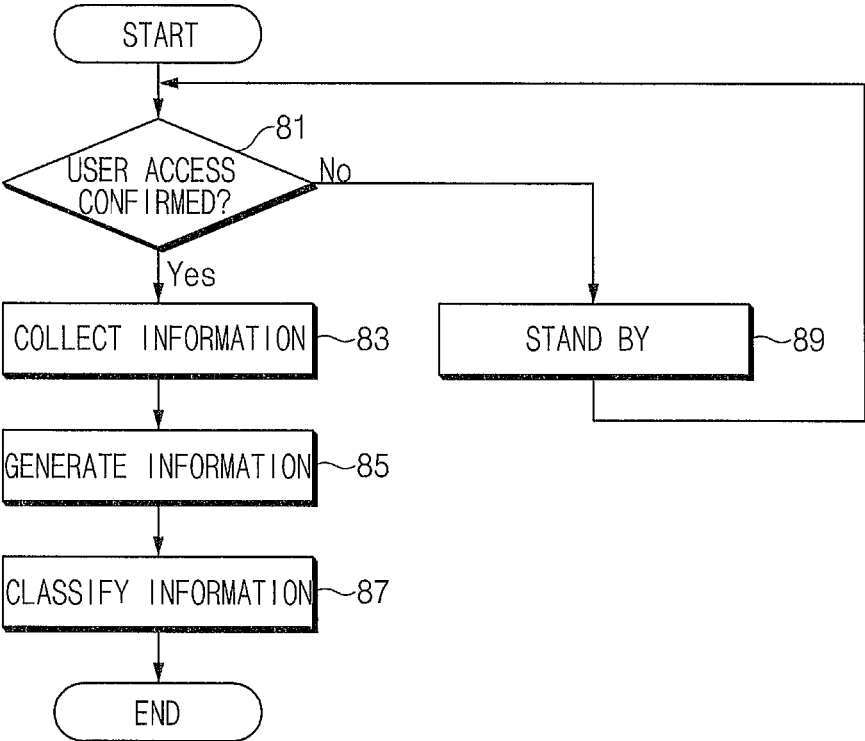 START
81
USER ACCESS
CONFIRMED?
No
Yes
COLLECT INFORMATION
83
STAND BY
89
GENERATE INFORMATION
85
CLASSIFY INFORMATION
87
END